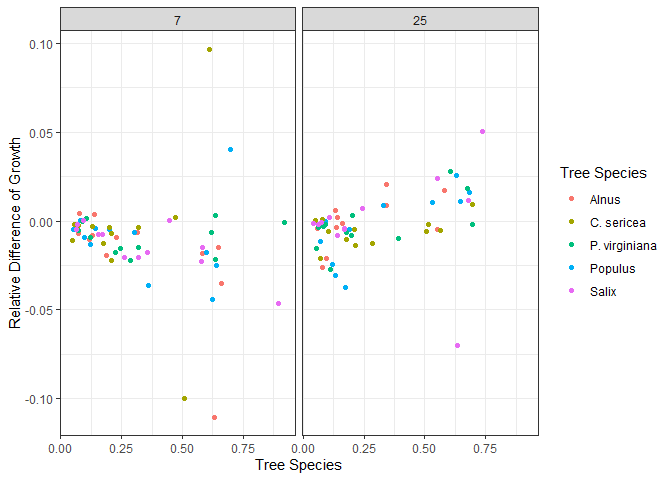 7
25
0.10
0.05
0.00
-0.05
-0.10
Relative Difference of Growth
0.00 0.25 0.50 0.75 0.00 0.25 0.50 0.75
Tree Species
Tree Species
Alnus
C. sericea
P. virginiana
Populus
Salix